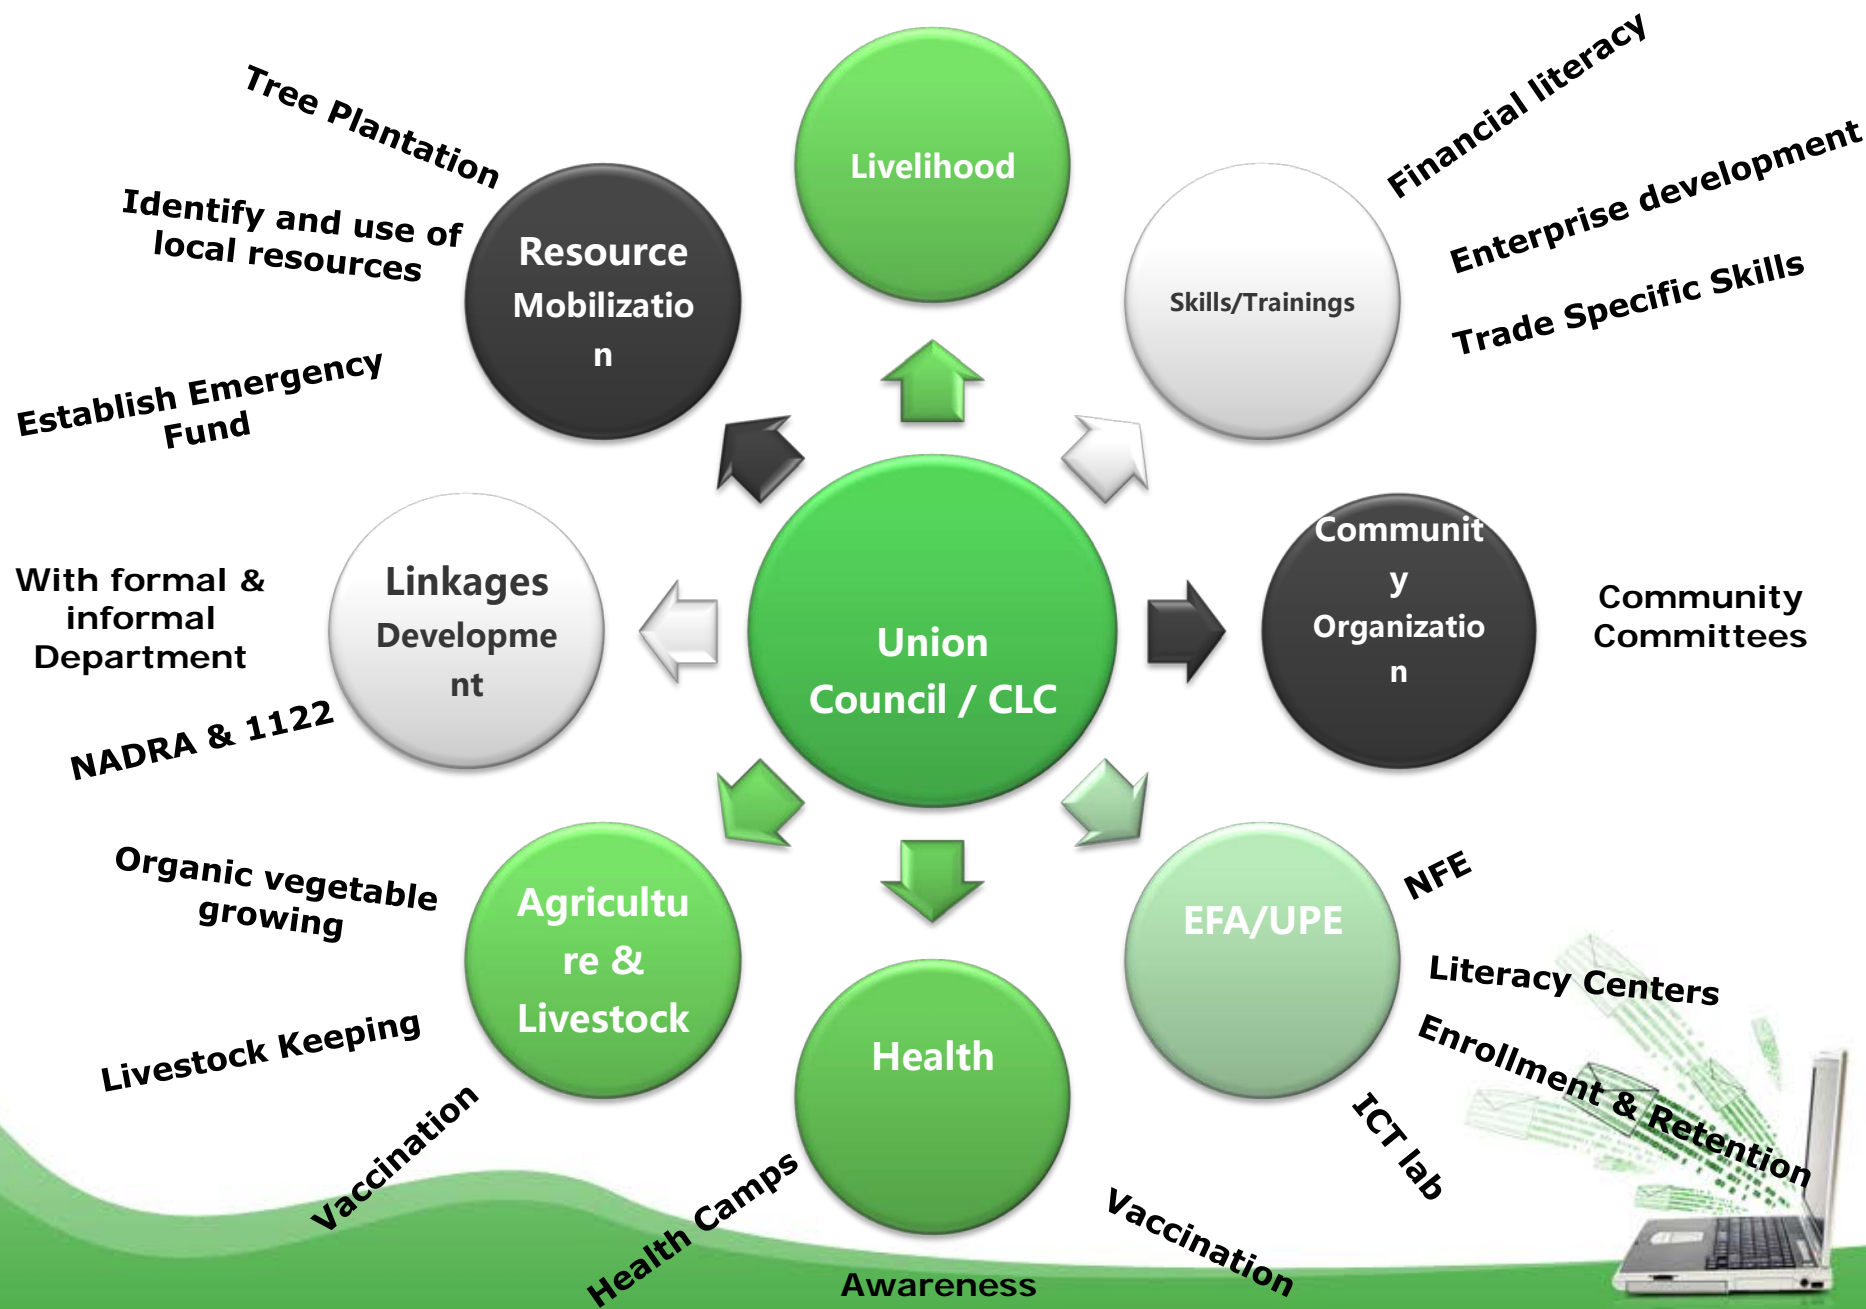 Livelihood
Financial literacy
Enterprise development
Trade Specific Skills
Skills/Trainings
Tree Plantation
Identify and use of
local resources
Establish Emergency
Fund
Resource
Mobilizatio
n
With formal &
informal
Department
NADRA & 1122
Linkages
Developme
nt
Union
Council / CLC
Communit
y
Organizatio
n
Community
Committees
Organic vegetable
growing
Livestock Keeping
Vaccination
Agricultu
re &
Livestock
Health
Health Camps
Awareness
Vaccination
EFA/UPE
NFE
Literacy Centers
Enrollment & Retention
ICT lab